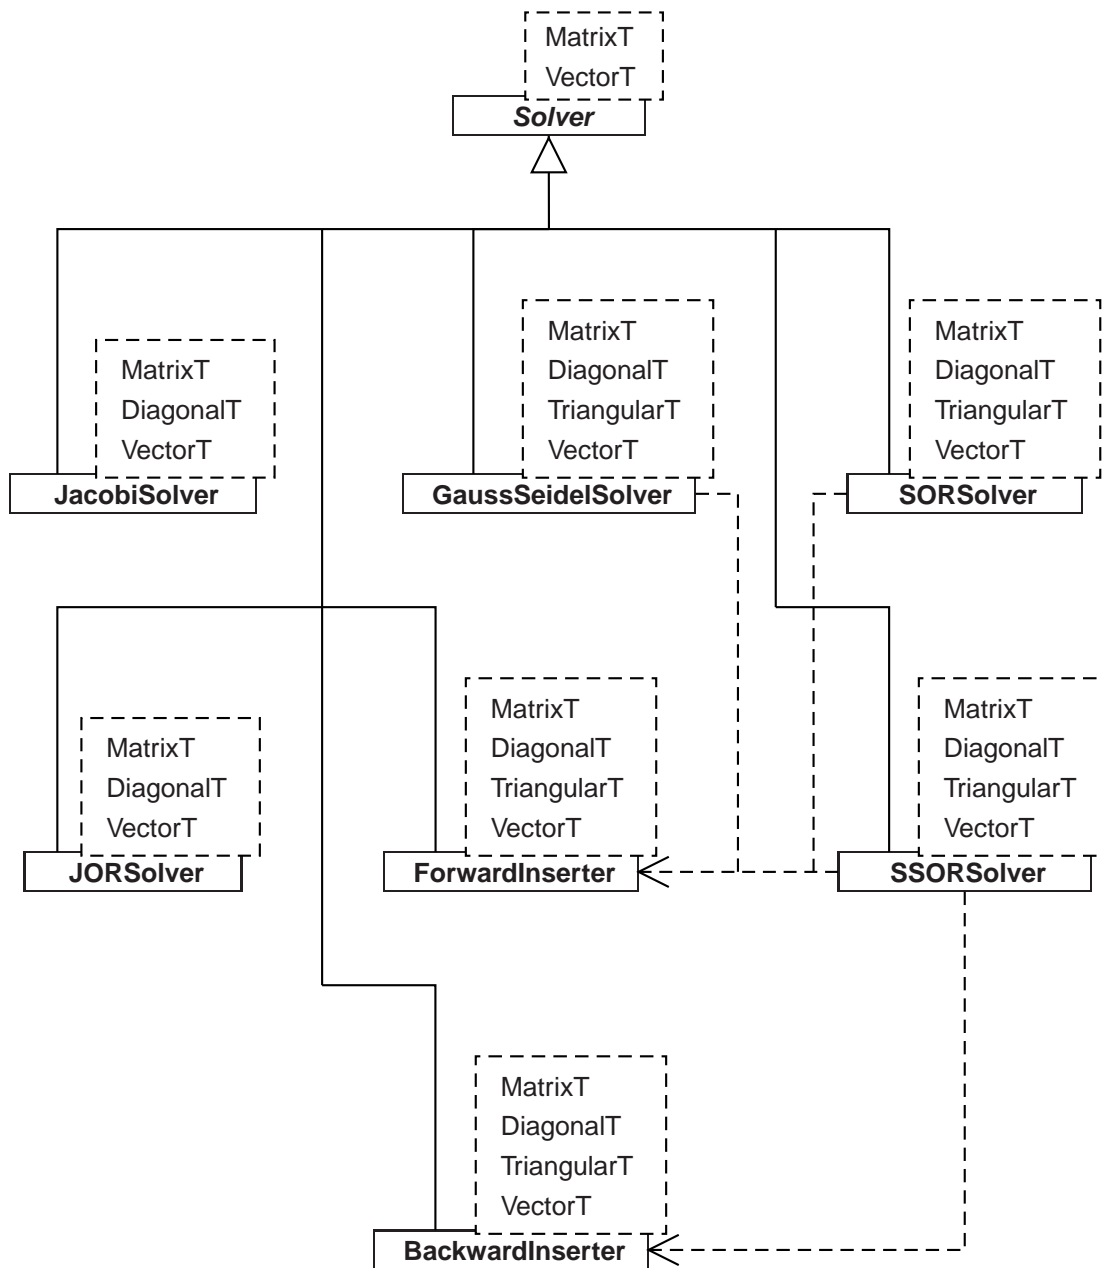 MatrixT
VectorT
Solver
MatrixT
DiagonalT
VectorT
JacobiSolver
MatrixT
DiagonalT
TriangularT
VectorT
GaussSeidelSolver
MatrixT
DiagonalT
TriangularT
VectorT
SORSolver
MatrixT
DiagonalT
VectorT
JORSolver
MatrixT
DiagonalT
TriangularT
VectorT
ForwardInserter
MatrixT
DiagonalT
TriangularT
VectorT
SSORSolver
MatrixT
DiagonalT
TriangularT
VectorT
BackwardInserter